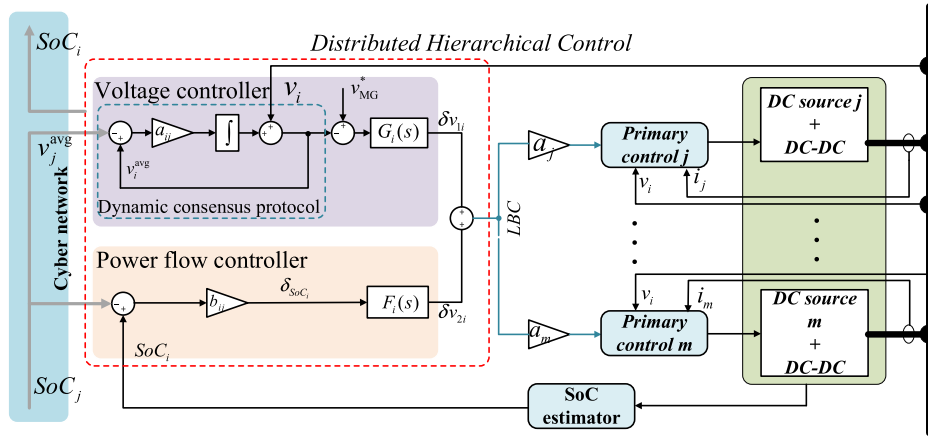 Distributed Hierarchical Control
SoC_i
Voltage controller
v_i
v*_MG
a_ij
∫
G_i(s)
δv_1i
v_j^avg
v_i^avg
Dynamic consensus protocol
Cyber network
Power flow controller
b_ij
δ_SoC_i
F_i(s)
δv_2i
SoC_i
SoC_j
LBC
a_j
Primary
control j
v_i
i_j
DC source j
+
DC-DC
a_m
Primary
control m
v_i
i_m
DC source
m
+
DC-DC
SoC
estimator